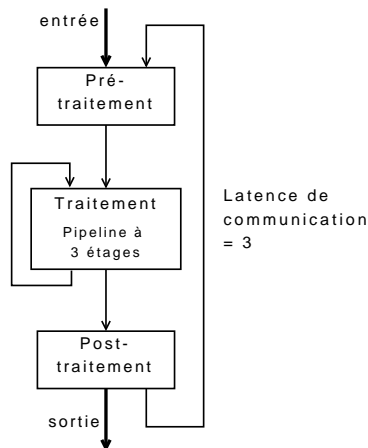 entrée
Pré-
traitement
Traitement
Pipeline à
3 étages
Latence de
communication
= 3
Post-
traitement
sortie